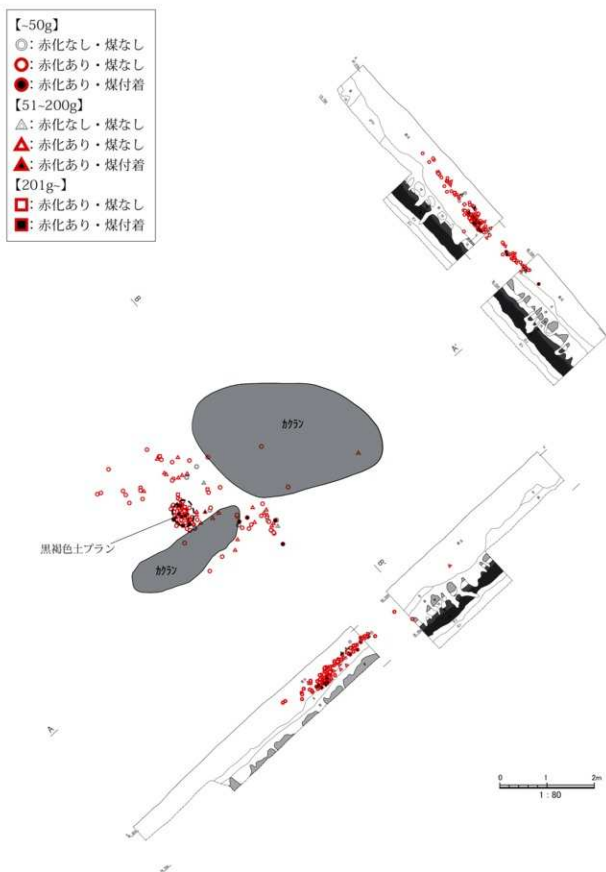 【~50g】
：赤化なし・煤なし
：赤化あり・煤なし
：赤化あり・煤付着
【51~200g】
：赤化なし・煤なし
：赤化あり・煤なし
：赤化あり・煤付着
【201g~】
：赤化あり・煤なし
：赤化あり・煤付着
B
A'
カクラン
黒褐色土プラン
カクラン
B'
A
0 1 2m
1：80